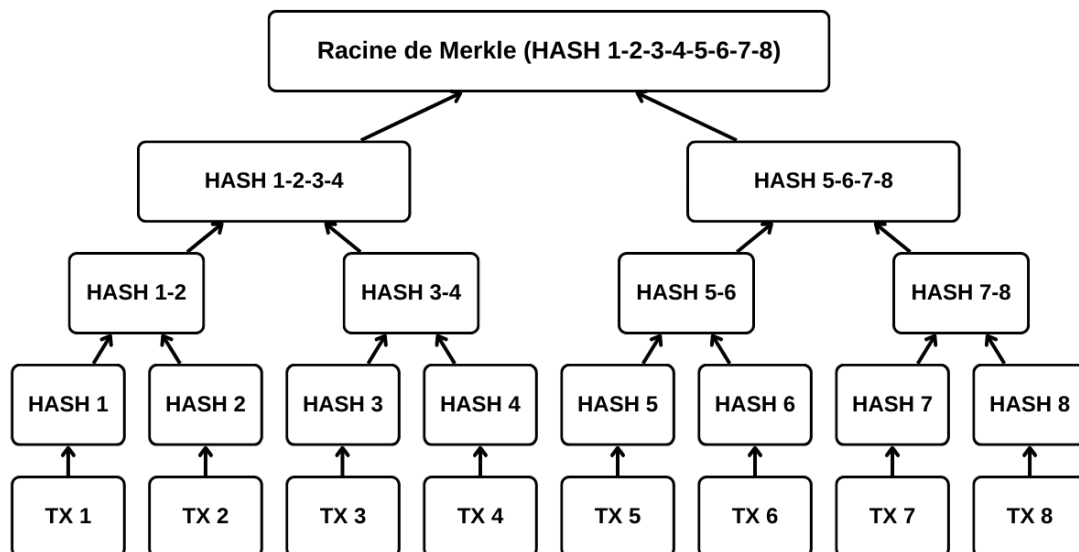 Racine de Merkle (HASH 1-2-3-4-5-6-7-8)
HASH 1-2-3-4
HASH 5-6-7-8
HASH 1-2
HASH 3-4
HASH 5-6
HASH 7-8
HASH 1
HASH 2
HASH 3
HASH 4
HASH 5
HASH 6
HASH 7
HASH 8
TX 1
TX 2
TX 3
TX 4
TX 5
TX 6
TX 7
TX 8